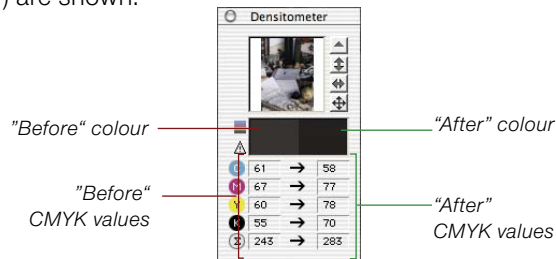 ) are shown.
Densitometer
”Before“ colour
“After” colour
C 61 → 58
M 67 → 77
”Before“
CMYK values
Y 60 → 78
K 55 → 70
Σ 243 → 283
“After”
CMYK values